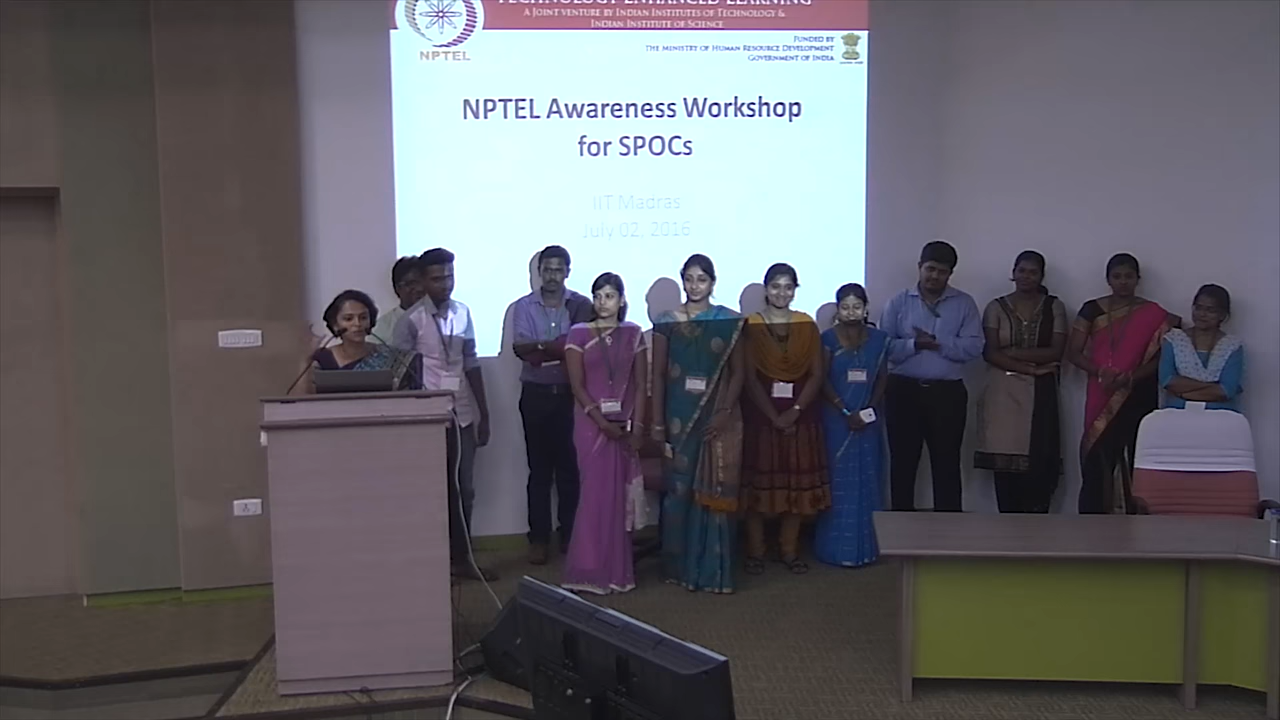 TECHNOLOGY ENHANCED LEARNING
A JOINT VENTURE BY INDIAN INSTITUTES OF TECHNOLOGY &
INDIAN INSTITUTE OF SCIENCE
NPTEL
FUNDED BY
THE MINISTRY OF HUMAN RESOURCE DEVELOPMENT
GOVERNMENT OF INDIA
NPTEL Awareness Workshop
for SPOCs
IIT Madras
July 02, 2016